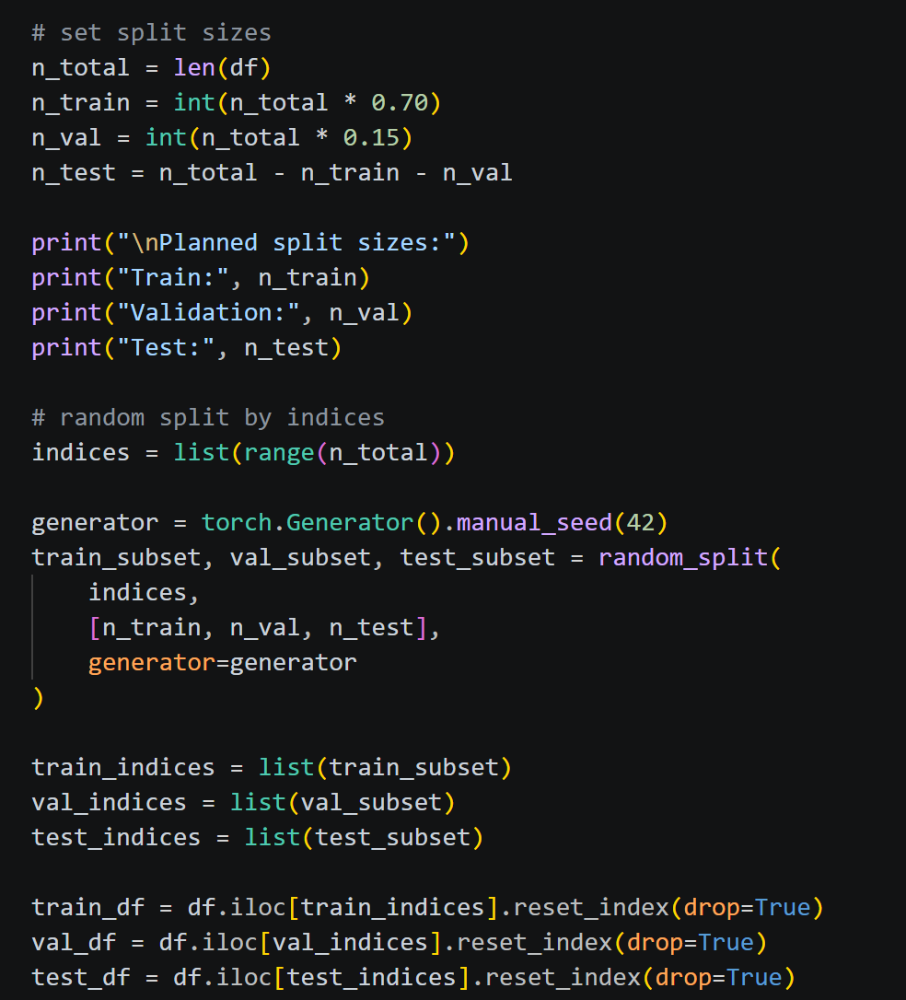 # set split sizes
n_total = len(df)
n_train = int(n_total * 0.70)
n_val = int(n_total * 0.15)
n_test = n_total - n_train - n_val

print("\nPlanned split sizes:")
print("Train:", n_train)
print("Validation:", n_val)
print("Test:", n_test)

# random split by indices
indices = list(range(n_total))

generator = torch.Generator().manual_seed(42)
train_subset, val_subset, test_subset = random_split(
    indices,
    [n_train, n_val, n_test],
    generator=generator
)

train_indices = list(train_subset)
val_indices = list(val_subset)
test_indices = list(test_subset)

train_df = df.iloc[train_indices].reset_index(drop=True)
val_df = df.iloc[val_indices].reset_index(drop=True)
test_df = df.iloc[test_indices].reset_index(drop=True)